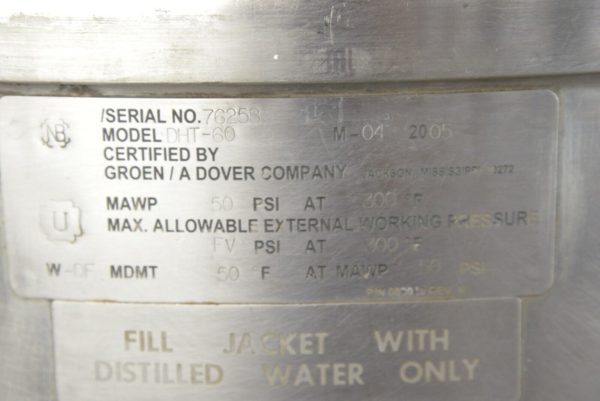 NB
/SERIAL NO. 76258
MODEL DHT-60 M-04 2005
CERTIFIED BY
GROEN / A DOVER COMPANY JACKSON,
U
MAWP 50 PSI AT 300 °F
MAX. ALLOWABLE EXTERNAL WORKING PRESSURE
FV PSI AT 300 °F
W-DF MDMT 50 °F AT MAWP 50 PSI
FILL JACKET WITH
DISTILLED WATER ONLY